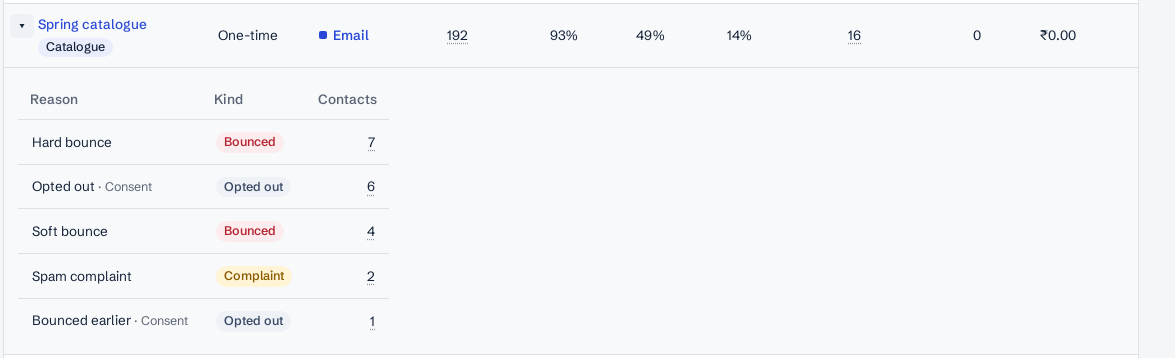 Spring catalogue
Catalogue
One-time
Email
192
93%
49%
14%
16
0
₹0.00
Reason Kind Contacts
Hard bounce Bounced 7
Opted out · Consent Opted out 6
Soft bounce Bounced 4
Spam complaint Complaint 2
Bounced earlier · Consent Opted out 1